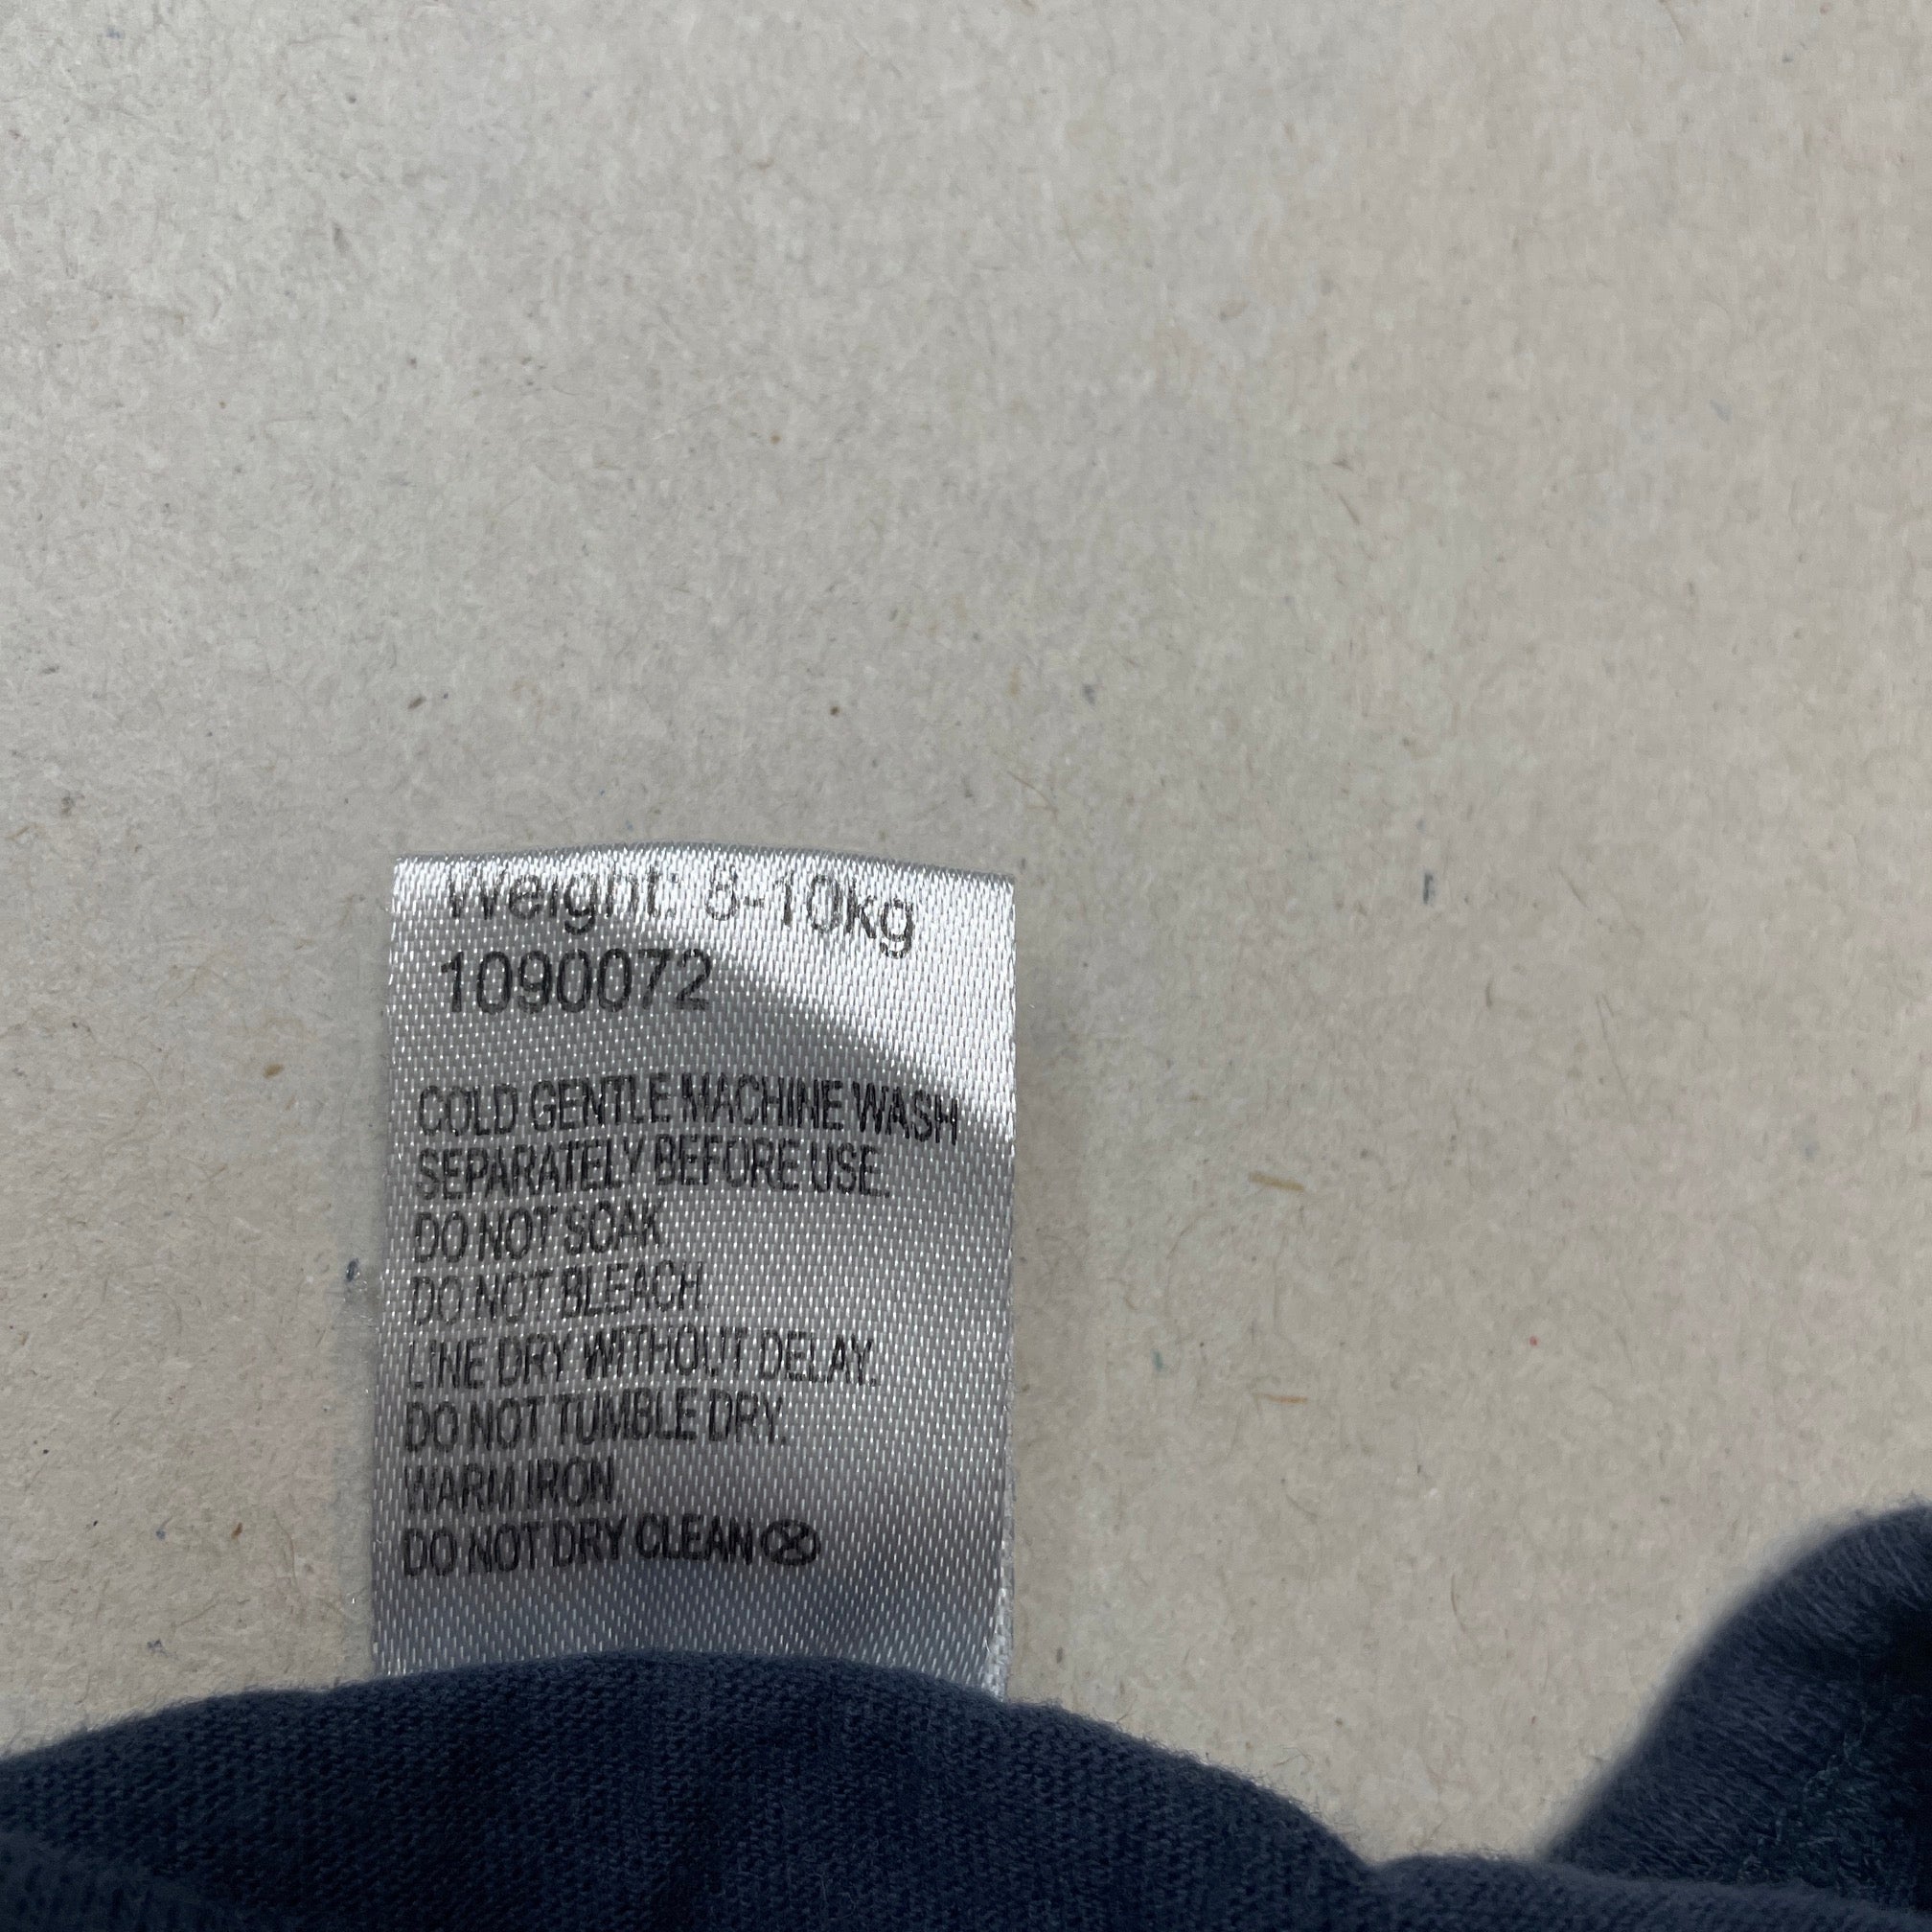 Weight: 8-10kg
1090072
COLD GENTLE MACHINE WASH
SEPARATELY BEFORE USE.
DO NOT SOAK
DO NOT BLEACH
LINE DRY WITHOUT DELAY.
DO NOT TUMBLE DRY.
WARM IRON
DO NOT DRY CLEAN